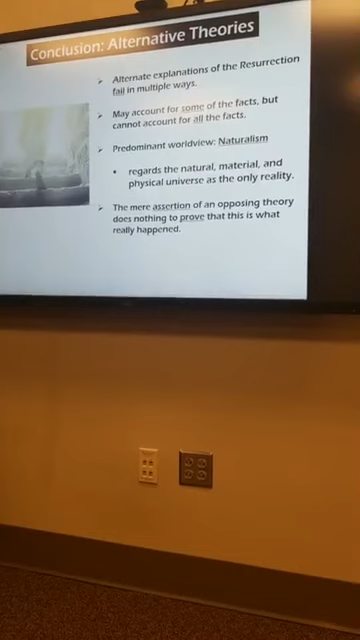 Conclusion: Alternative Theories
➢ Alternate explanations of the Resurrection
fail in multiple ways.
➢ May account for some of the facts, but
cannot account for all the facts.
➢ Predominant worldview: Naturalism
• regards the natural, material, and
physical universe as the only reality.
➢ The mere assertion of an opposing theory
does nothing to prove that this is what
really happened.